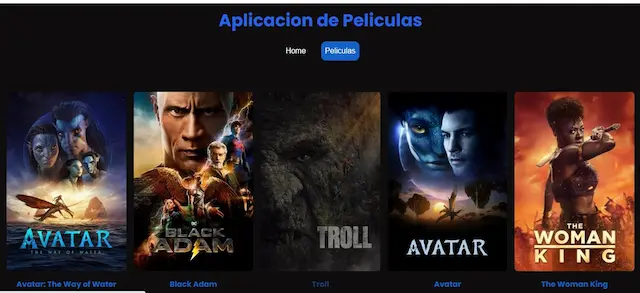 Aplicacion de Peliculas
Home
Peliculas
AVATAR
THE WAY OF WATER
BLACK
ADAM
TROLL
AVATAR
THE
WOMAN
KING
Avatar: The Way of Water
Black Adam
Troll
Avatar
The Woman King